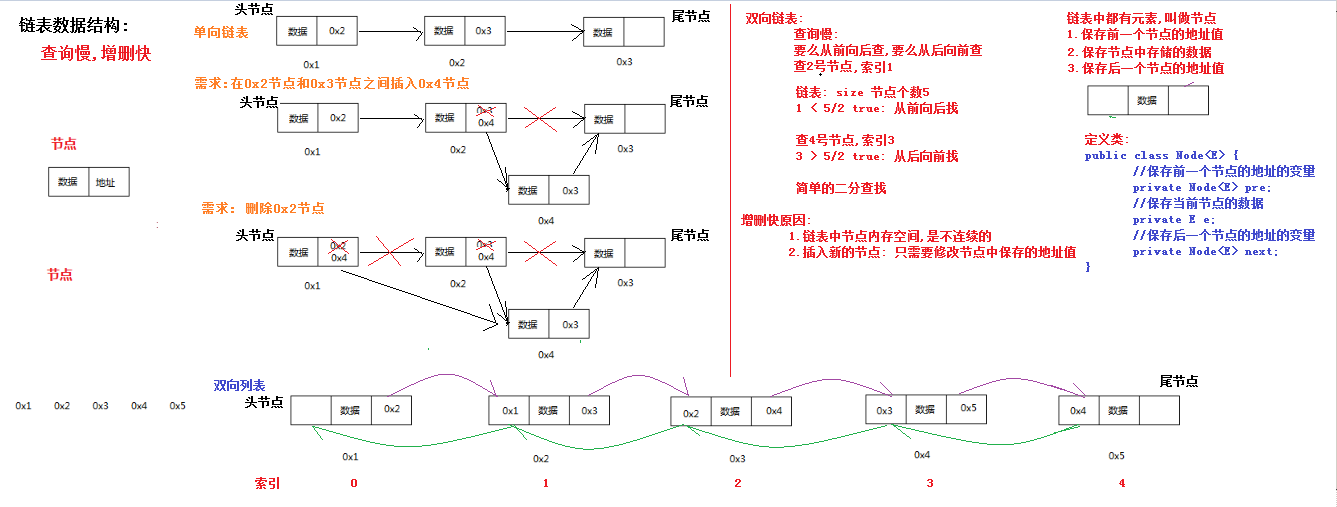 链表数据结构:
查询慢,增删快
头节点
尾节点
单向链表
数据 0x2
数据 0x3
数据
0x1
0x2
0x3
需求:在0x2节点和0x3节点之间插入0x4节点
头节点
尾节点
数据 0x2
数据 0x3
0x4
数据
0x1
0x2
0x3
数据 0x3
0x4
节点
数据 地址
需求: 删除0x2节点
头节点
尾节点
数据 0x2
0x4
数据 0x3
0x4
数据
0x1
0x2
0x3
数据 0x3
0x4
节点
双向链表:
查询慢:
要么从前向后查,要么从后向前查
查2号节点,索引1
链表: size 节点个数5
1 < 5/2 true: 从前向后找
查4号节点,索引3
3 > 5/2 true: 从后向前找
简单的二分查找
增删快原因:
1.链表中节点内存空间,是不连续的
2.插入新的节点: 只需要修改节点中保存的地址值
链表中都有元素,叫做节点
1.保存前一个节点的地址值
2.保存节点中存储的数据
3.保存后一个节点的地址值
数据
定义类:
public class Node<E> {
//保存前一个节点的地址的变量
private Node<E> pre;
//保存当前节点的数据
private E e;
//保存后一个节点的地址的变量
private Node<E> next;
}
双向列表
头节点
尾节点
0x1 0x2 0x3 0x4 0x5
数据 0x2
0x1 数据 0x3
0x2 数据 0x4
0x3 数据 0x5
0x4 数据
0x1
0x2
0x3
0x4
0x5
索引 0 1 2 3 4